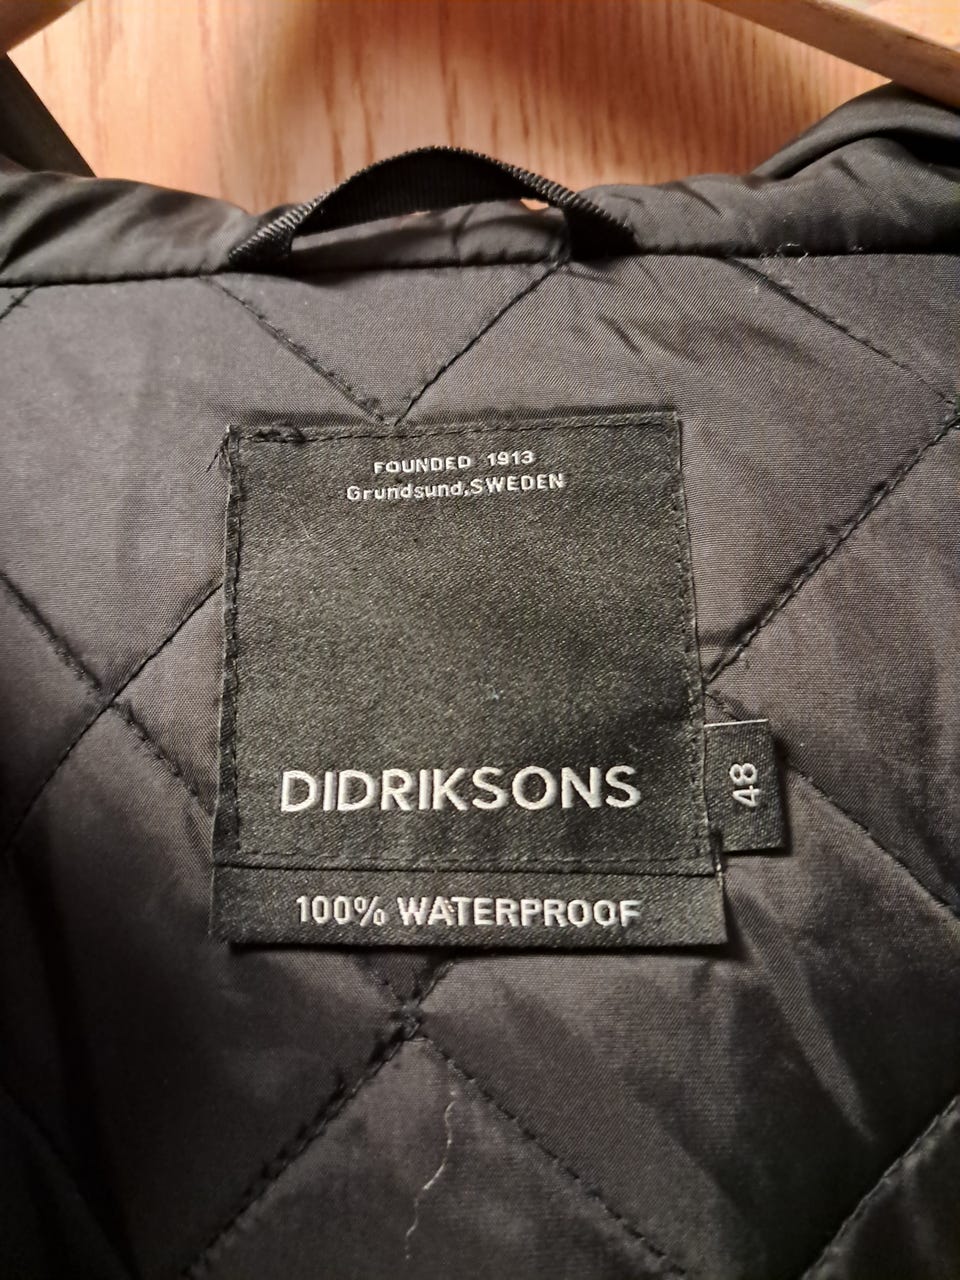 FOUNDED 1913
Grundsund,SWEDEN
DIDRIKSONS
48
100% WATERPROOF